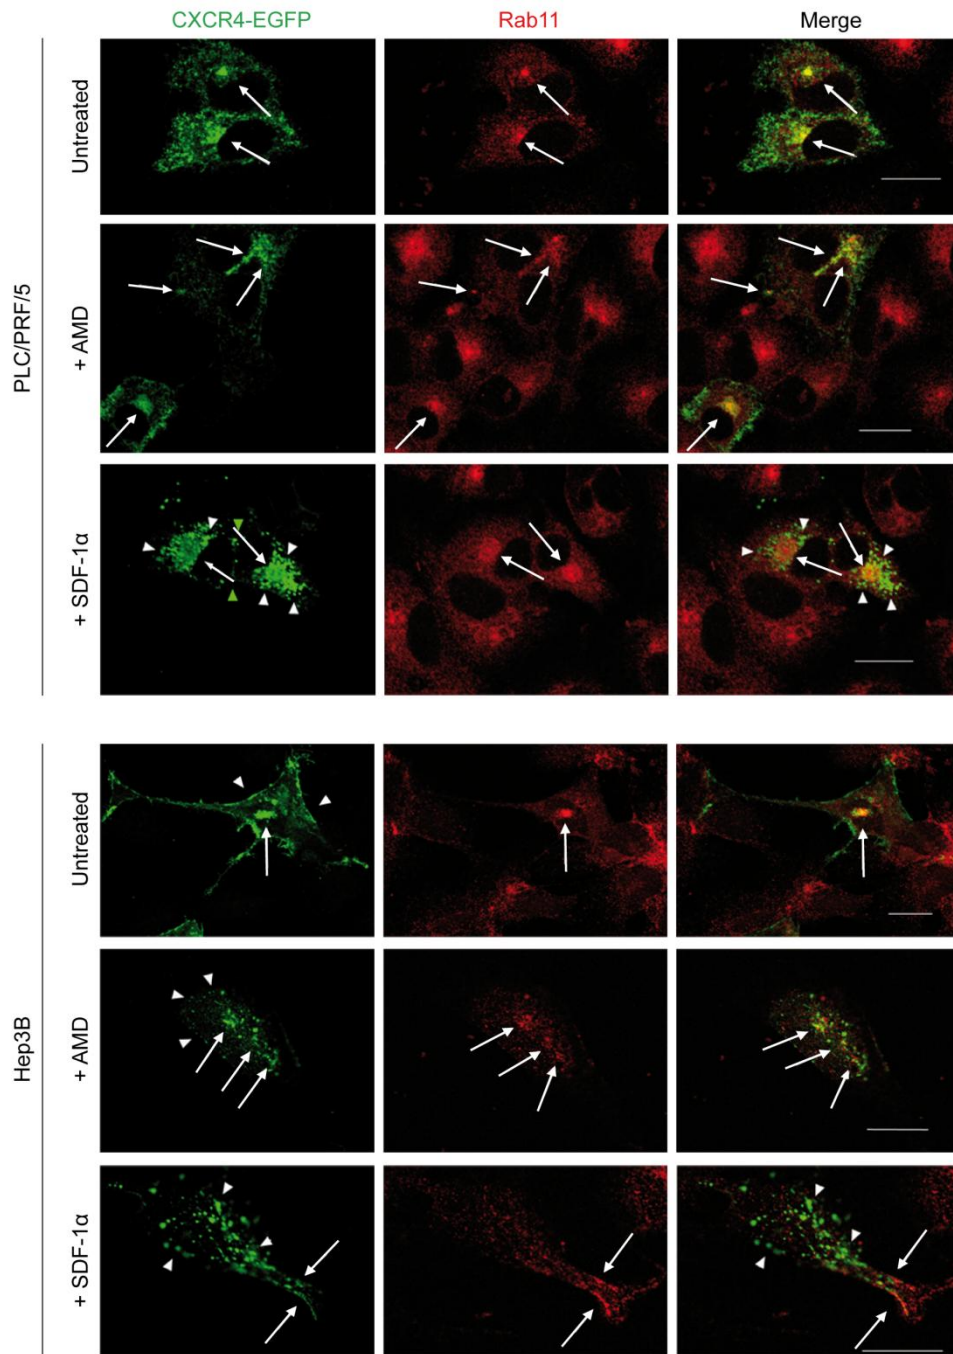 CXCR4-EGFP Rab11 Merge
PLC/PRF/5
Untreated
+ AMD
+ SDF-1α
Hep3B
Untreated
+ AMD
+ SDF-1α